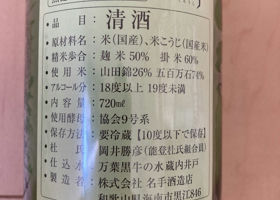 品目：清酒
原材料名：米（国産）、米こうじ（国産米）
精米歩合：麹米50% 掛米60%
使用米：山田錦26% 五百万石74%
アルコール分：18度以上19度未満
内容量：720㎖
使用酵母：協会9号系
保存方法：要冷蔵【10度以下で保存】
杜氏：岡井勝彦（能登杜氏組合員）
仕込水：万葉黒牛の水蔵内井戸
製造者：株式会社 名手酒造店
和歌山県海南市黒江846